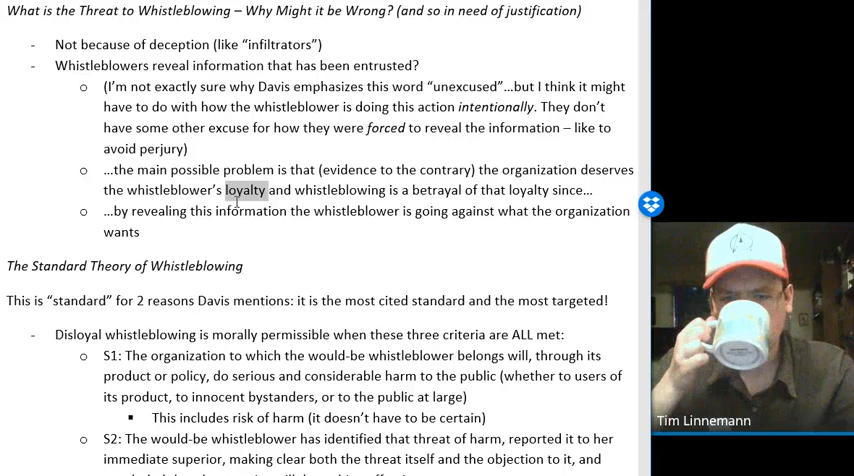 What is the Threat to Whistleblowing – Why Might it be Wrong? (and so in need of justification)
- Not because of deception (like “infiltrators”)
- Whistleblowers reveal information that has been entrusted?
o (I’m not exactly sure why Davis emphasizes this word “unexcused”…but I think it might
have to do with how the whistleblower is doing this action intentionally. They don’t
have some other excuse for how they were forced to reveal the information – like to
avoid perjury)
o …the main possible problem is that (evidence to the contrary) the organization deserves
the whistleblower’s loyalty and whistleblowing is a betrayal of that loyalty since…
o …by revealing this information the whistleblower is going against what the organization
wants
The Standard Theory of Whistleblowing
This is “standard” for 2 reasons Davis mentions: it is the most cited standard and the most targeted!
- Disloyal whistleblowing is morally permissible when these three criteria are ALL met:
o S1: The organization to which the would-be whistleblower belongs will, through its
product or policy, do serious and considerable harm to the public (whether to users of
its product, to innocent bystanders, or to the public at large)
▪ This includes risk of harm (it doesn’t have to be certain)
o S2: The would-be whistleblower has identified that threat of harm, reported it to her
immediate superior, making clear both the threat itself and the objection to it, and
Tim Linnemann